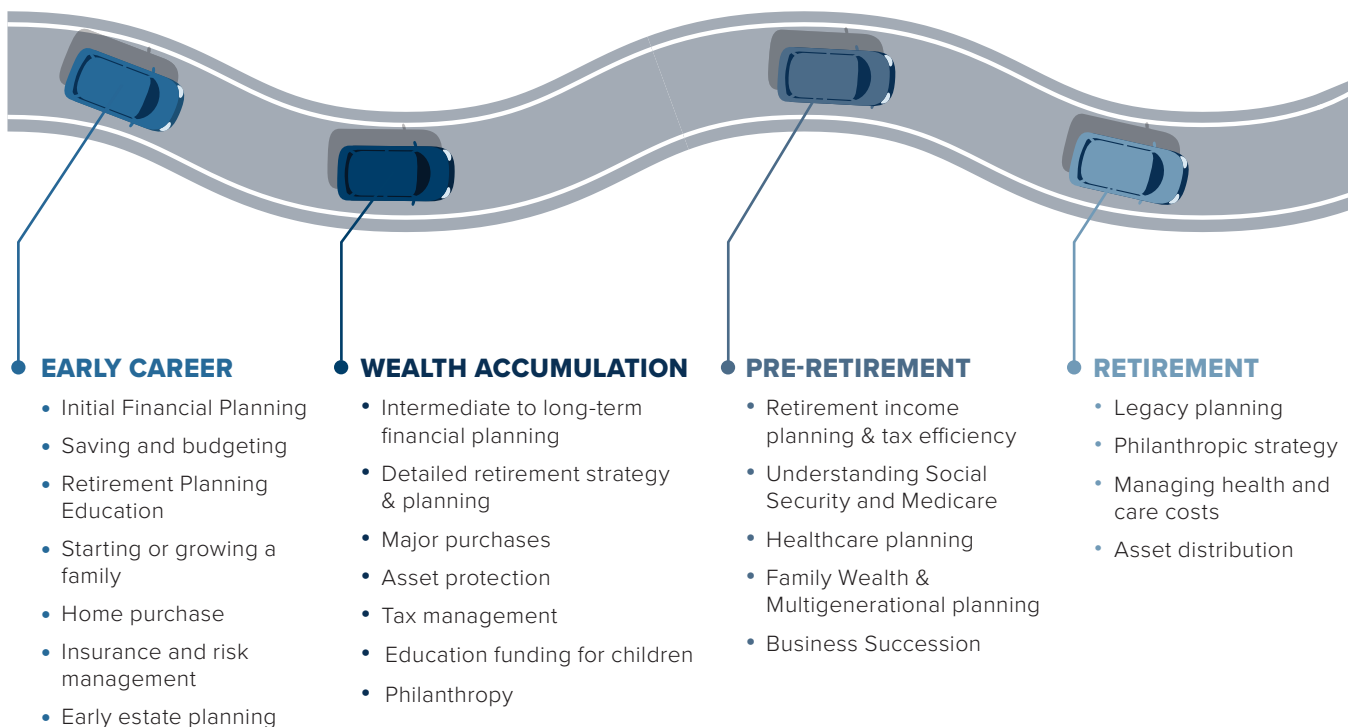 EARLY CAREER
• Initial Financial Planning
• Saving and budgeting
• Retirement Planning
Education
• Starting or growing a
family
• Home purchase
• Insurance and risk
management
• Early estate planning
WEALTH ACCUMULATION
• Intermediate to long-term
financial planning
• Detailed retirement strategy
& planning
• Major purchases
• Asset protection
• Tax management
• Education funding for children
• Philanthropy
PRE-RETIREMENT
• Retirement income
planning & tax efficiency
• Understanding Social
Security and Medicare
• Healthcare planning
• Family Wealth &
Multigenerational planning
• Business Succession
RETIREMENT
• Legacy planning
• Philanthropic strategy
• Managing health and
care costs
• Asset distribution